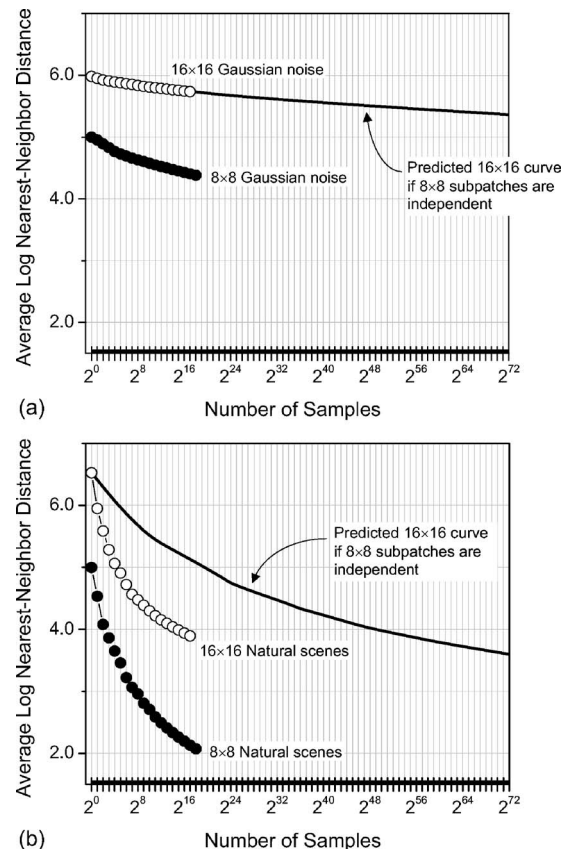 Average Log Nearest-Neighbor Distance
6.0
4.0
2.0
16×16 Gaussian noise
8×8 Gaussian noise
Predicted 16×16 curve
if 8×8 subpatches are
independent
2^0 2^8 2^16 2^24 2^32 2^40 2^48 2^56 2^64 2^72
(a)
Number of Samples
Average Log Nearest-Neighbor Distance
6.0
4.0
2.0
Predicted 16×16 curve
if 8×8 subpatches are
independent
16×16 Natural scenes
8×8 Natural scenes
2^0 2^8 2^16 2^24 2^32 2^40 2^48 2^56 2^64 2^72
(b)
Number of Samples